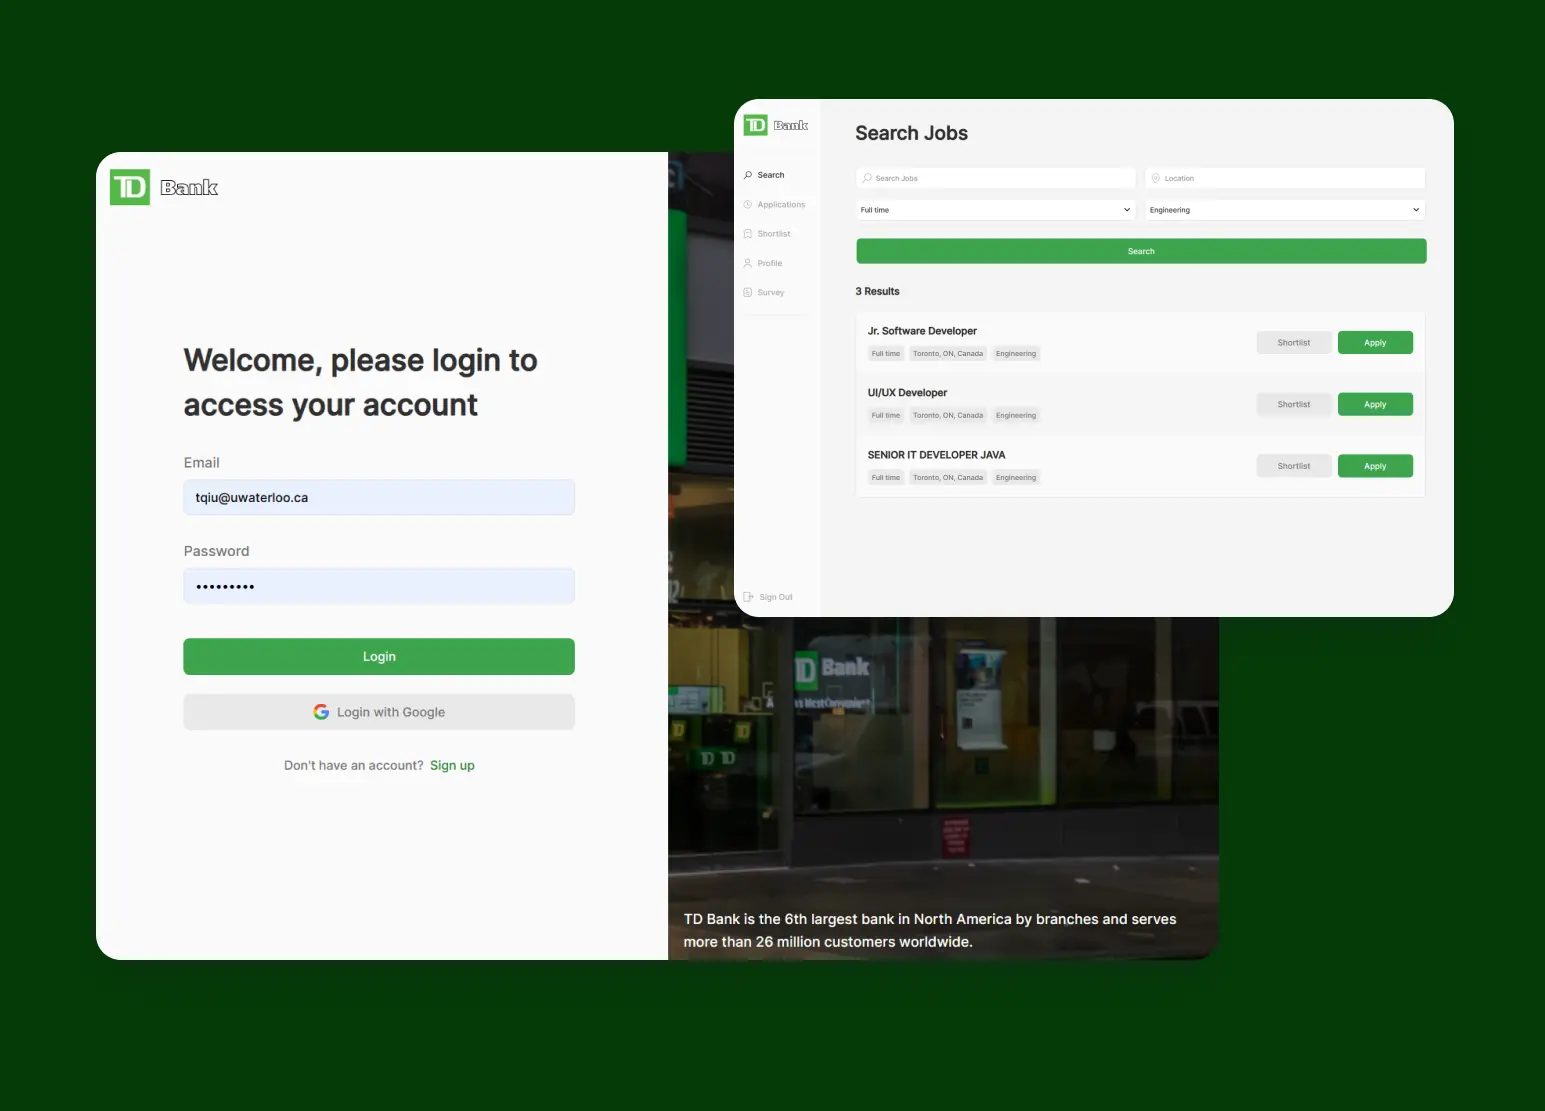 TD Bank
Welcome, please login to
access your account
Email
tqiu@uwaterloo.ca
Password
•••••••••
Login
Login with Google
Don't have an account? Sign up
TD Bank
Search
Applications
Shortlist
Profile
Survey
Sign Out
Search Jobs
Search Jobs
Location
Full time
Engineering
Search
3 Results
Jr. Software Developer
Full time Toronto, ON, Canada Engineering
Shortlist Apply
UI/UX Developer
Full time Toronto, ON, Canada Engineering
Shortlist Apply
SENIOR IT DEVELOPER JAVA
Full time Toronto, ON, Canada Engineering
Shortlist Apply
TD Bank
TD
TD
TD TD
TD Bank is the 6th largest bank in North America by branches and serves
more than 26 million customers worldwide.